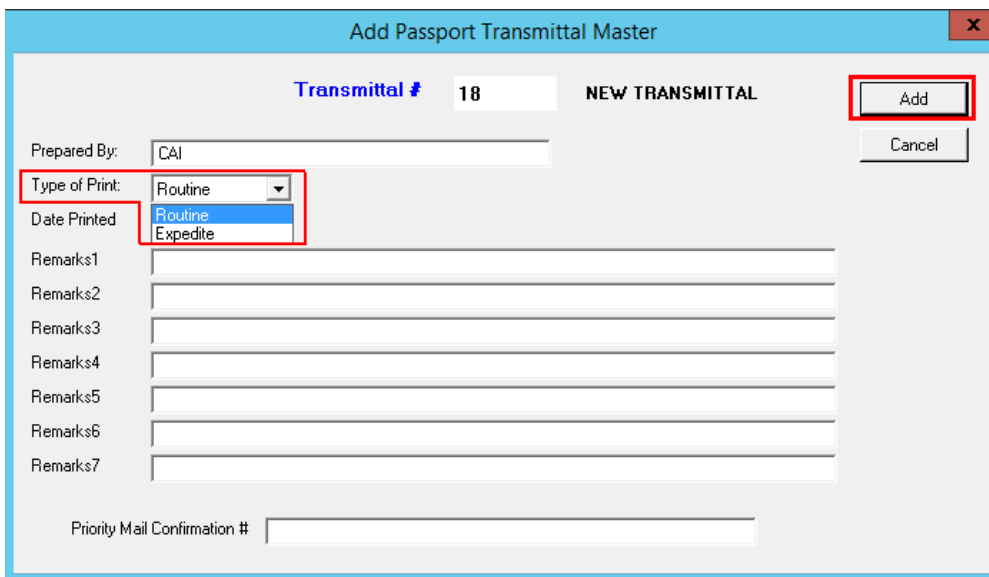 Add Passport Transmittal Master
x
Transmittal # 18 NEW TRANSMITTAL
Add
Prepared By: CAI
Cancel
Type of Print: Routine
Routine
Date Printed
Expedite
Remarks1
Remarks2
Remarks3
Remarks4
Remarks5
Remarks6
Remarks7
Priority Mail Confirmation #